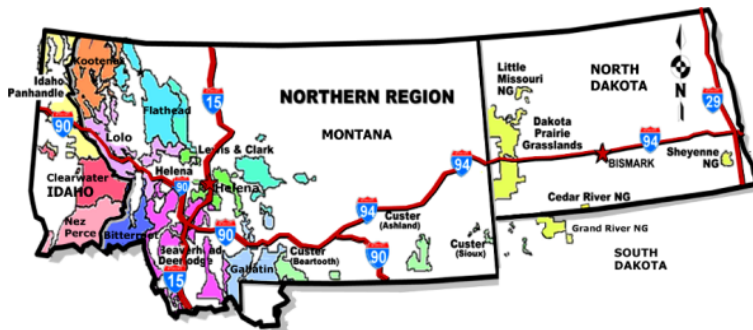 Kootenai
Idaho
Panhandle
90
Flathead
Lolo
15
NORTHERN REGION
MONTANA
Lewis & Clark
Helena
90
Helena
Clearwater
IDAHO
Nez
Perce
Bitterroot
Beaverhead
Deerlodge
15
90
Gallatin
Custer
(Beartooth)
94
Custer
(Ashland)
90
94
Custer
(Sioux)
Little
Missouri
NG
NORTH
DAKOTA
N
29
Dakota
Prairie
Grasslands
94
BISMARK
Sheyenne
NG
Cedar River NG
Grand River NG
SOUTH
DAKOTA